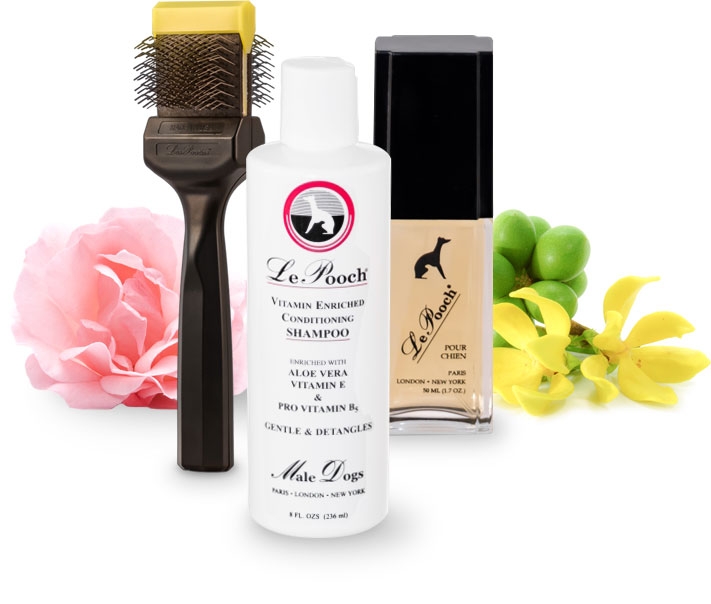 Le Pooch®
VITAMIN ENRICHED
CONDITIONING
SHAMPOO
ENRICHED WITH
ALOE VERA
VITAMIN E
&
PRO VITAMIN B5
GENTLE & DETANGLES
Male Dogs
PARIS • LONDON • NEW YORK
8 FL. OZS (236 ml)
Le Pooch®
POUR
CHIEN
PARIS
LONDON • NEW YORK
50 ML (1.7 OZ.)